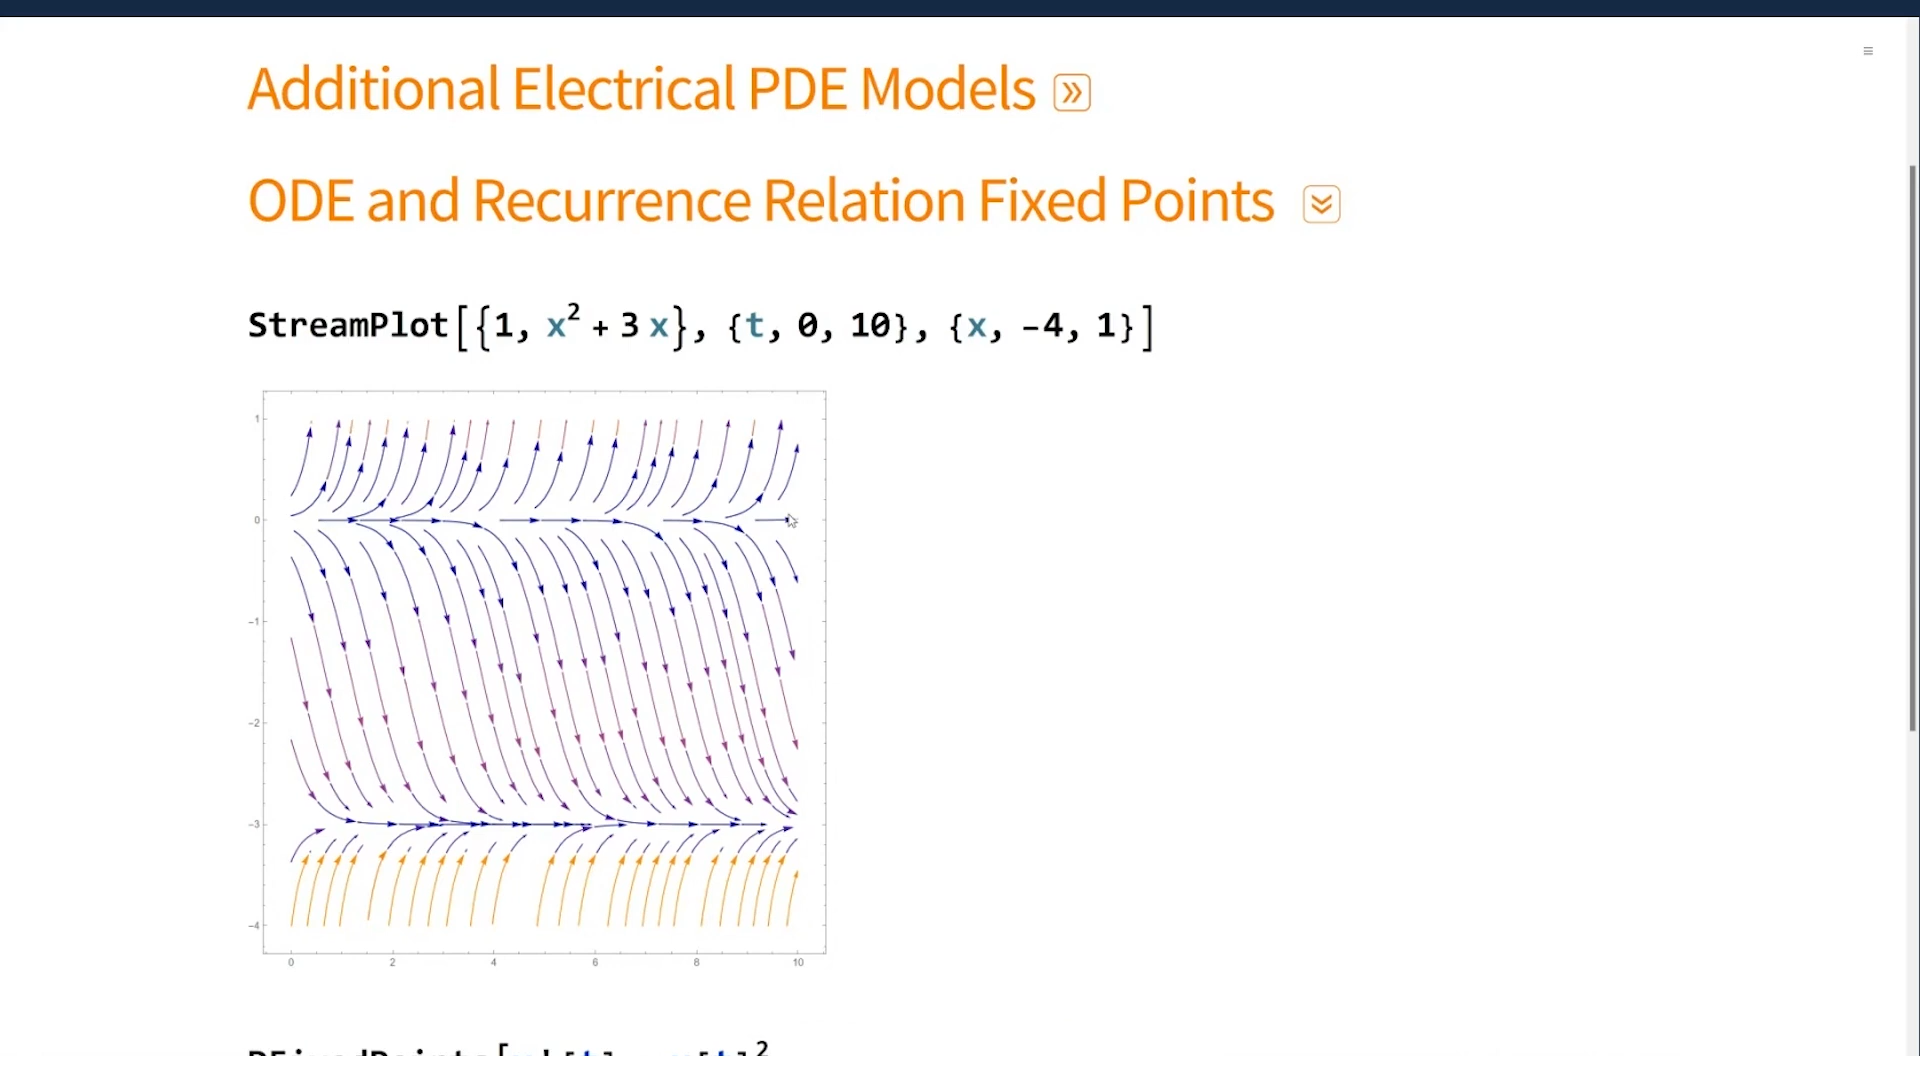 Additional Electrical PDE Models
ODE and Recurrence Relation Fixed Points
StreamPlot[{1, x² + 3 x}, {t, 0, 10}, {x, -4, 1}]
1
0
-1
-2
-3
-4
0 2 4 6 8 10